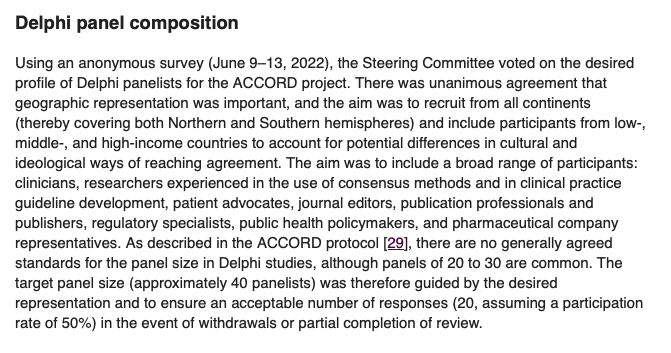 Delphi panel composition
Using an anonymous survey (June 9–13, 2022), the Steering Committee voted on the desired
profile of Delphi panelists for the ACCORD project. There was unanimous agreement that
geographic representation was important, and the aim was to recruit from all continents
(thereby covering both Northern and Southern hemispheres) and include participants from low-,
middle-, and high-income countries to account for potential differences in cultural and
ideological ways of reaching agreement. The aim was to include a broad range of participants:
clinicians, researchers experienced in the use of consensus methods and in clinical practice
guideline development, patient advocates, journal editors, publication professionals and
publishers, regulatory specialists, public health policymakers, and pharmaceutical company
representatives. As described in the ACCORD protocol [29], there are no generally agreed
standards for the panel size in Delphi studies, although panels of 20 to 30 are common. The
target panel size (approximately 40 panelists) was therefore guided by the desired
representation and to ensure an acceptable number of responses (20, assuming a participation
rate of 50%) in the event of withdrawals or partial completion of review.